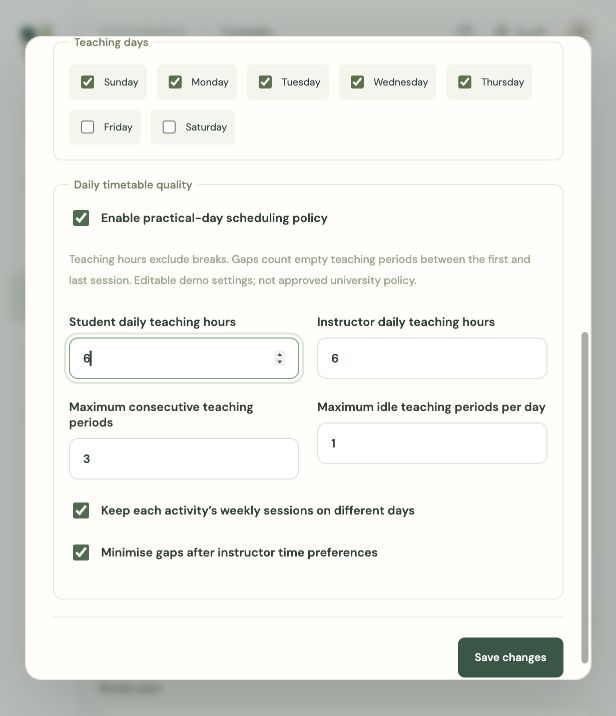 Teaching days
Sunday
Monday
Tuesday
Wednesday
Thursday
Friday
Saturday
Daily timetable quality
Enable practical-day scheduling policy
Teaching hours exclude breaks. Gaps count empty teaching periods between the first and
last session. Editable demo settings; not approved university policy.
Student daily teaching hours
Instructor daily teaching hours
6
6
Maximum consecutive teaching
periods
Maximum idle teaching periods per day
3
1
Keep each activity’s weekly sessions on different days
Minimise gaps after instructor time preferences
Save changes